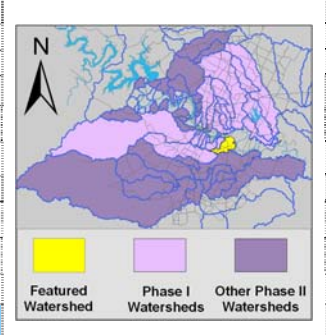 N
Featured Watershed
Phase I Watersheds
Other Phase II Watersheds